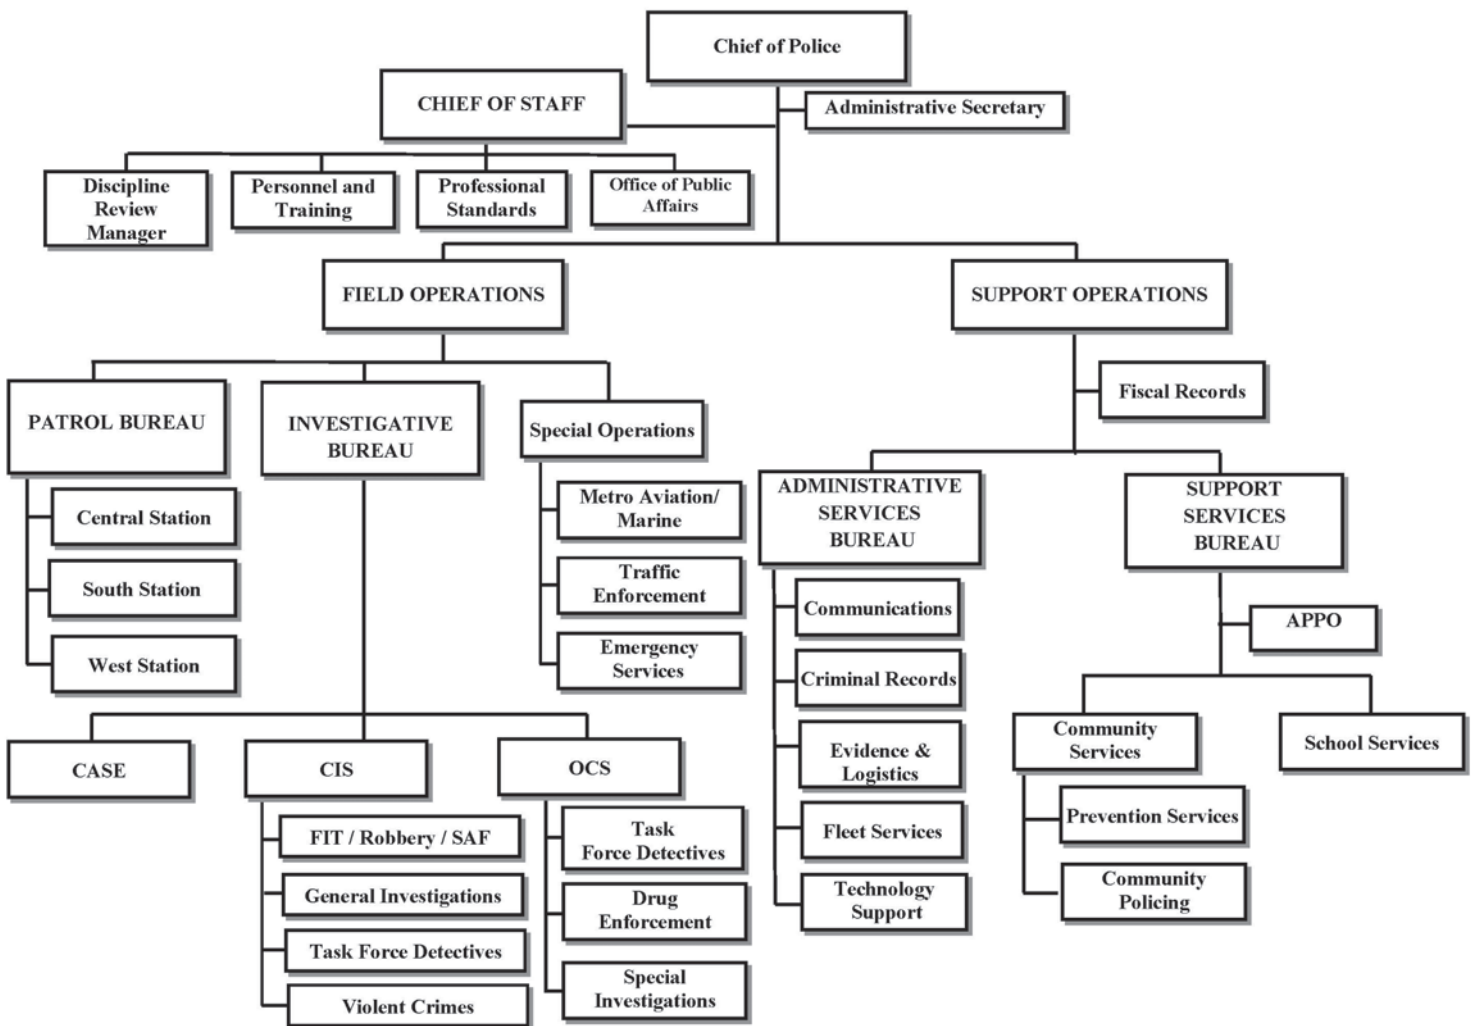 Chief of Police
CHIEF OF STAFF
Administrative Secretary
Discipline
Review
Manager
Personnel and
Training
Professional
Standards
Office of Public
Affairs
FIELD OPERATIONS
SUPPORT OPERATIONS
Fiscal Records
PATROL BUREAU
INVESTIGATIVE
BUREAU
Special Operations
Central Station
South Station
West Station
Metro Aviation/
Marine
Traffic
Enforcement
Emergency
Services
CASE
CIS
OCS
FIT / Robbery / SAF
General Investigations
Task Force Detectives
Violent Crimes
Task
Force Detectives
Drug
Enforcement
Special
Investigations
ADMINISTRATIVE
SERVICES
BUREAU
Communications
Criminal Records
Evidence &
Logistics
Fleet Services
Technology
Support
SUPPORT
SERVICES
BUREAU
APPO
Community
Services
School Services
Prevention Services
Community
Policing